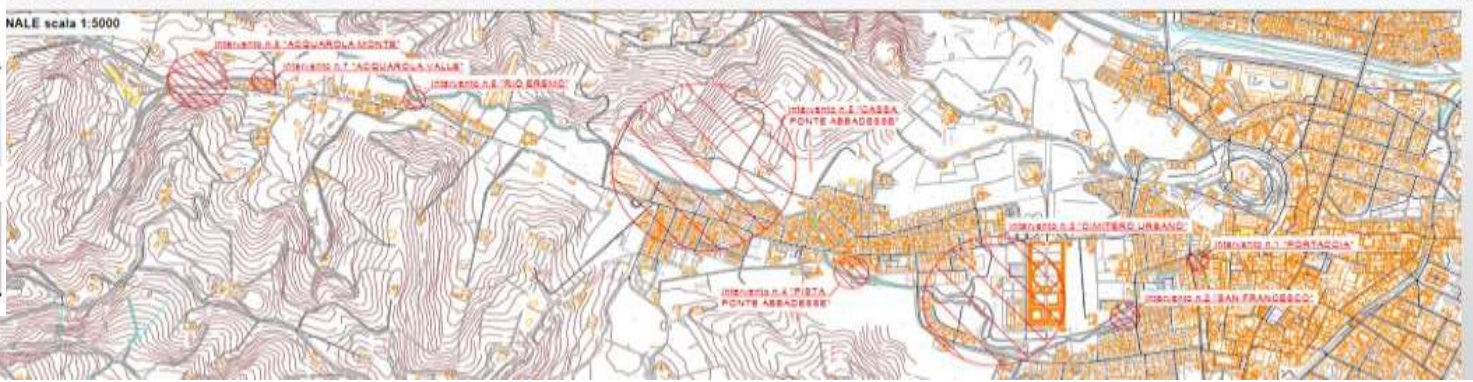 NALE scala 1:5000
Intervento n.8 "ACQUAROLA MONTE"
Intervento n.7 "ACQUAROLA VALLE"
Intervento n.6 "RIO EREMO"
Intervento n.5 "CASSA
PONTE ABBADESSE"
Intervento n.3 "CIMITERO URBANO"
Intervento n.1 "PORTACCIA"
Intervento n.4 "PISTA
PONTE ABBADESSE"
Intervento n.2 "SAN FRANCESCO"